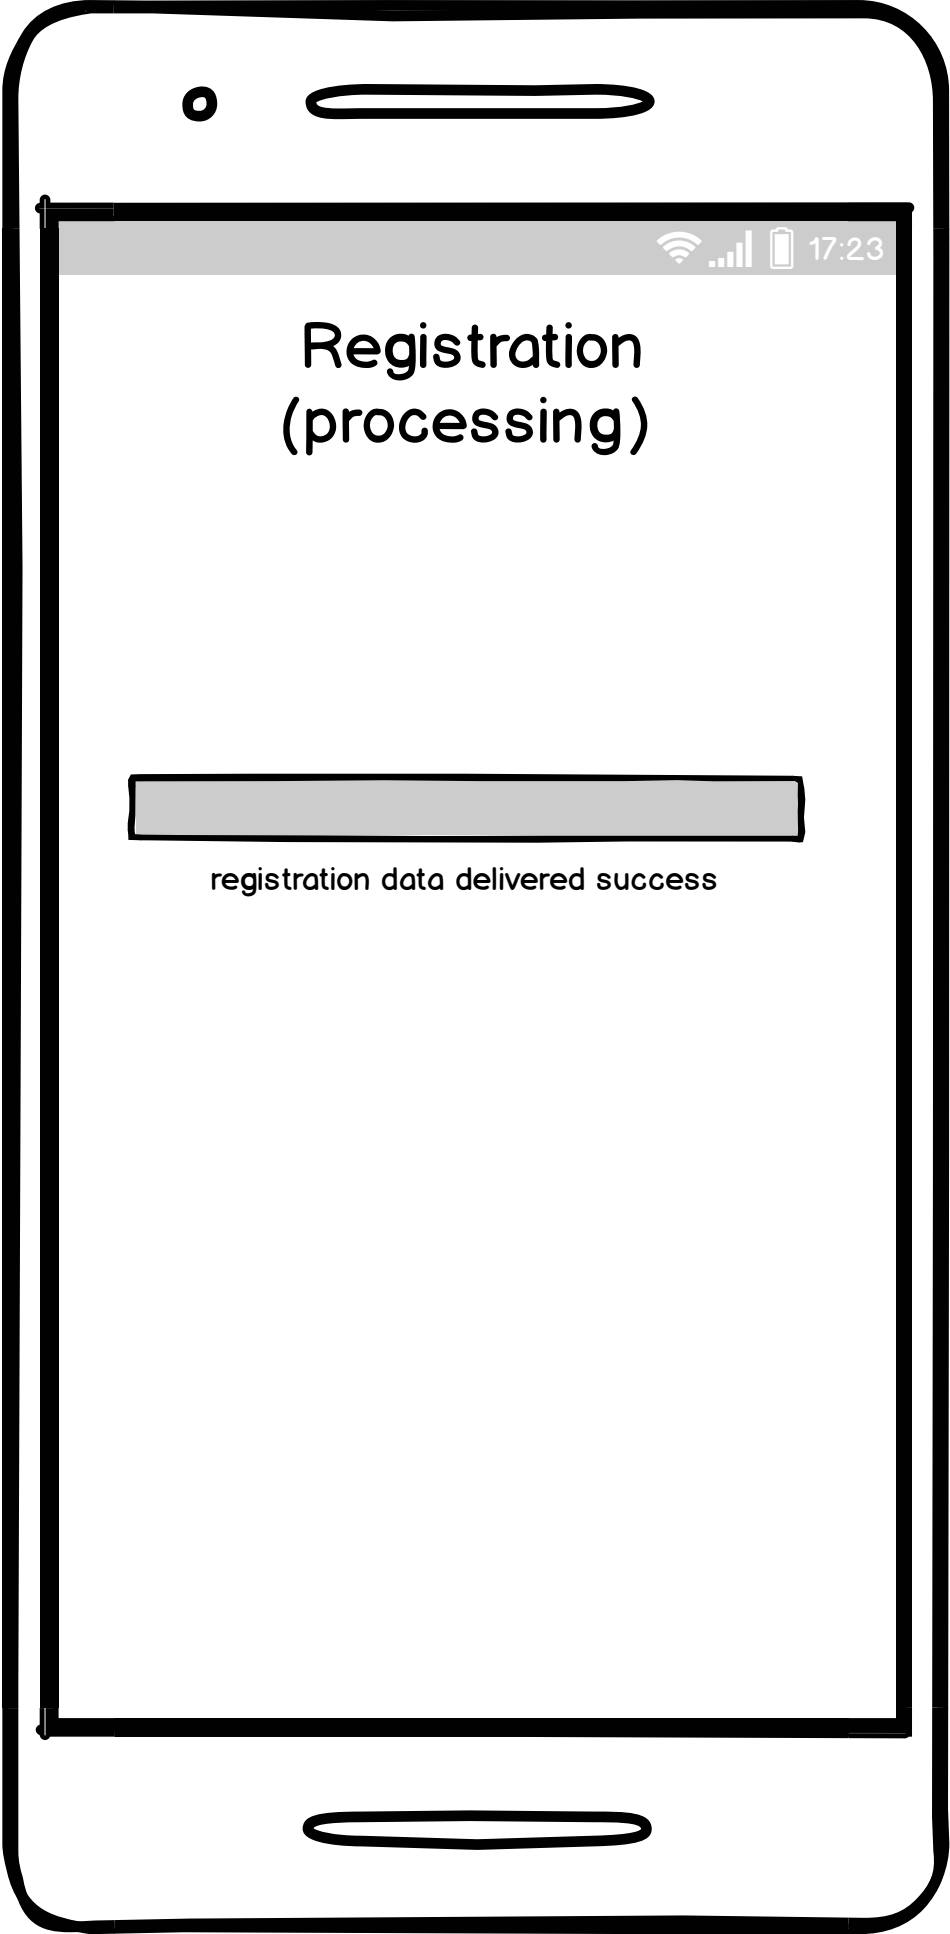 17:23
Registration
(processing)
registration data delivered success